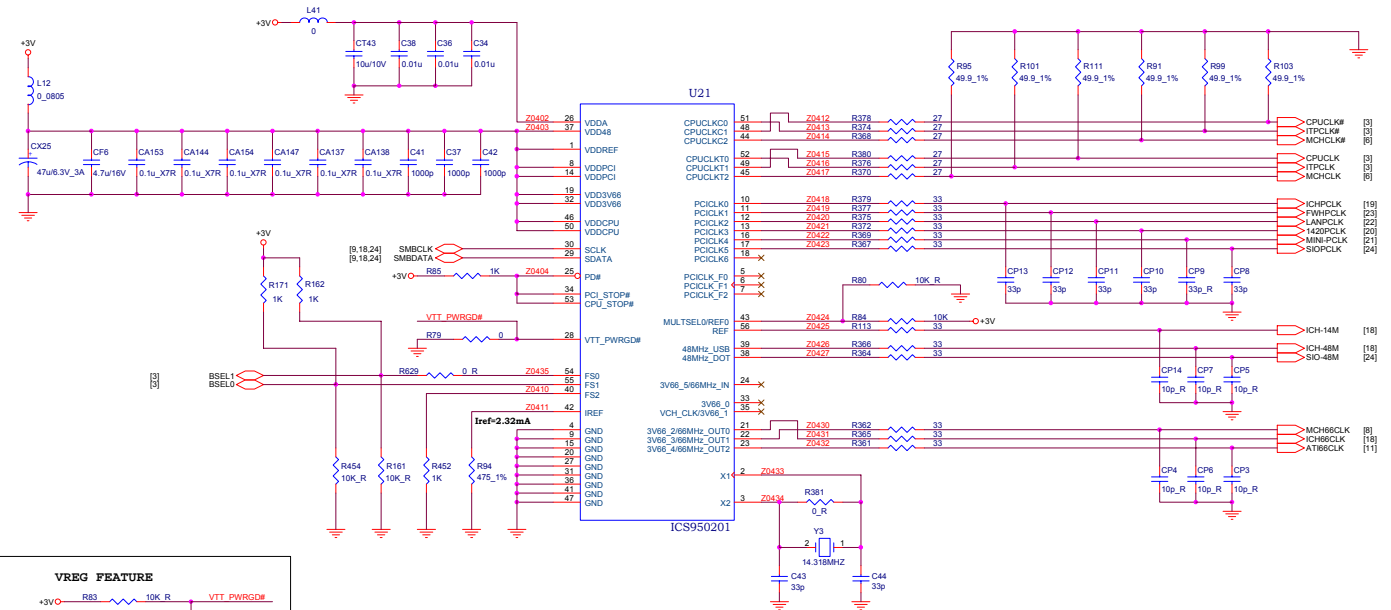 L41
+3V
0
+3V
CT43 C38 C36 C34
10u/10V 0.01u 0.01u 0.01u
L12
0_0805
CX25 CF6 CA153 CA144 CA154 CA147 CA137 CA138 C41 C37 C42
47u/6.3V_3A 4.7u/16V 0.1u_X7R 0.1u_X7R 0.1u_X7R 0.1u_X7R 0.1u_X7R 0.1u_X7R 1000p 1000p 1000p
R95 R101 R111 R91 R99 R103
49.9_1% 49.9_1% 49.9_1% 49.9_1% 49.9_1% 49.9_1%
U21
Z0402 26 VDDA
Z0403 37 VDD48
1 VDDREF
8 VDDPCI
14 VDDPCI
19 VDD3V66
32 VDD3V66
46 VDDCPU
50 VDDCPU
[9,18,24] SMBCLK 30 SCLK
[9,18,24] SMBDATA 29 SDATA
+3V R85 1K Z0404 25 PD#
34 PCI_STOP#
53 CPU_STOP#
+3V
R171 R162
1K 1K
VTT_PWRGD#
R79 0 28 VTT_PWRGD#
[3] BSEL1 R629 0_R Z0435 54 FS0
[3] BSEL0 55 FS1
Z0410 40 FS2
Z0411 42 IREF
Iref=2.32mA
4 GND
9 GND
15 GND
20 GND
27 GND
31 GND
36 GND
41 GND
47 GND
R454 R161 R452 R94
10K_R 10K_R 1K 475_1%
CPUCLKC0 51 Z0412 R378 27 CPUCLK# [3]
CPUCLKC1 48 Z0413 R374 27 ITPCLK# [3]
CPUCLKC2 44 Z0414 R368 27 MCHCLK# [6]
CPUCLKT0 52 Z0415 R380 27 CPUCLK [3]
CPUCLKT1 49 Z0416 R376 27 ITPCLK [3]
CPUCLKT2 45 Z0417 R370 27 MCHCLK [6]
PCICLK0 10 Z0418 R379 33 ICHPCLK [19]
PCICLK1 11 Z0419 R377 33 FWHPCLK [23]
PCICLK2 12 Z0420 R375 33 LANPCLK [22]
PCICLK3 13 Z0421 R372 33 1420PCLK [20]
PCICLK4 16 Z0422 R369 33 MINI-PCLK [21]
PCICLK5 17 Z0423 R367 33 SIOPCLK [24]
PCICLK6 18
PCICLK_F0 5
PCICLK_F1 6
PCICLK_F2 7
CP13 CP12 CP11 CP10 CP9 CP8
33p 33p 33p 33p 33p_R 33p
R80 10K_R
MULTSEL0/REF0 43 Z0424 R84 10K +3V
REF 56 Z0425 R113 33 ICH-14M [18]
48MHz_USB 39 Z0426 R366 33 ICH-48M [18]
48MHz_DOT 38 Z0427 R364 33 SIO-48M [24]
CP14 CP7 CP5
10p_R 10p_R 10p_R
3V66_5/66MHz_IN 24
3V66_0 33
VCH_CLK/3V66_1 35
3V66_2/66MHz_OUT0 21 Z0430 R362 33 MCH66CLK [8]
3V66_3/66MHz_OUT1 22 Z0431 R365 33 ICH66CLK [18]
3V66_4/66MHz_OUT2 23 Z0432 R361 33 ATI66CLK [11]
CP4 CP6 CP3
10p_R 10p_R 10p_R
X1 2 Z0433
X2 3 Z0434 R381
0_R
ICS950201
Y3
2 1
14.318MHZ
C43 C44
33p 33p
VREG FEATURE
+3V R83 10K_R VTT_PWRGD#